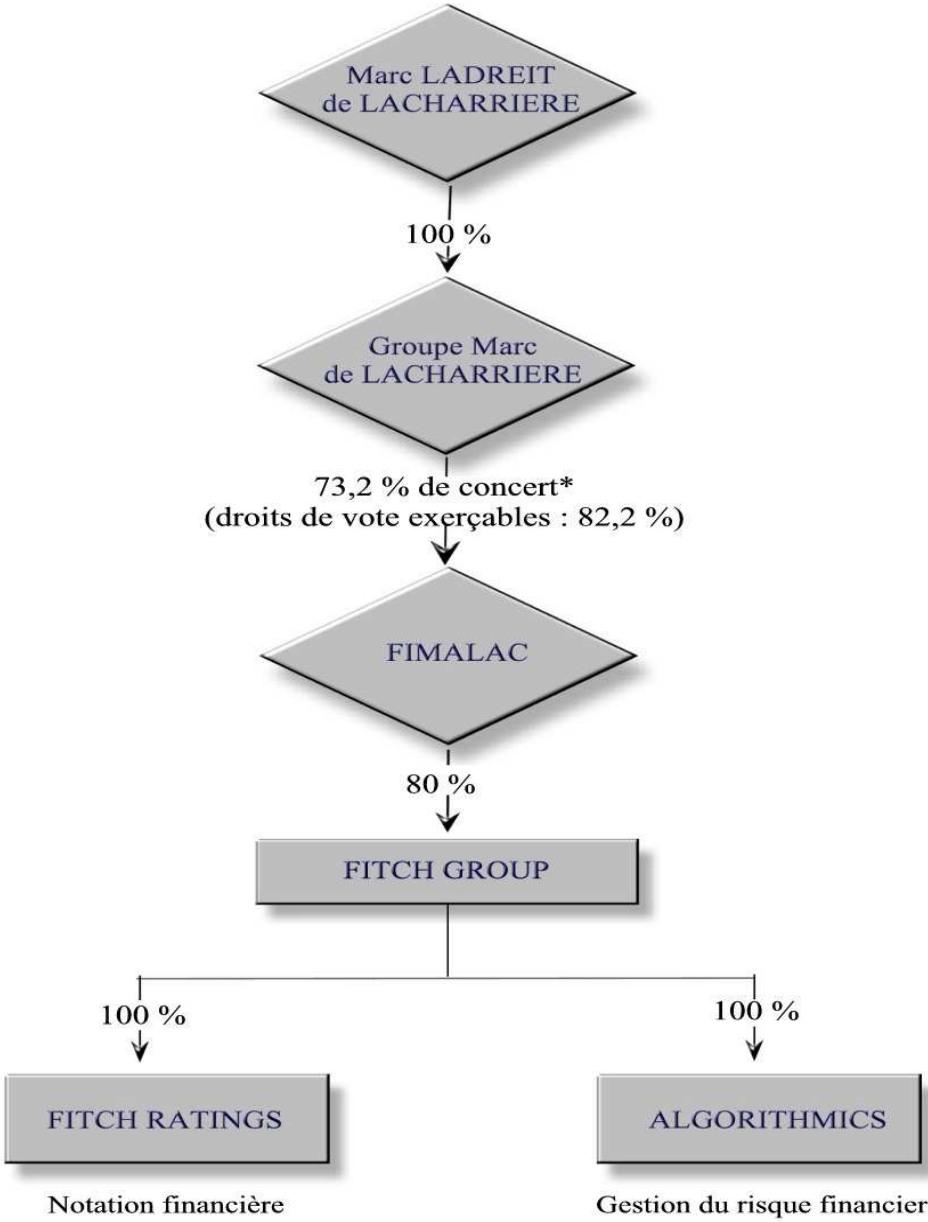 Marc LADREIT
de LACHARRIERE
100 %
Groupe Marc
de LACHARRIERE
73,2 % de concert*
(droits de vote exerçables : 82,2 %)
FIMALAC
80 %
FITCH GROUP
100 %
100 %
FITCH RATINGS
ALGORITHMICS
Notation financière
Gestion du risque financier